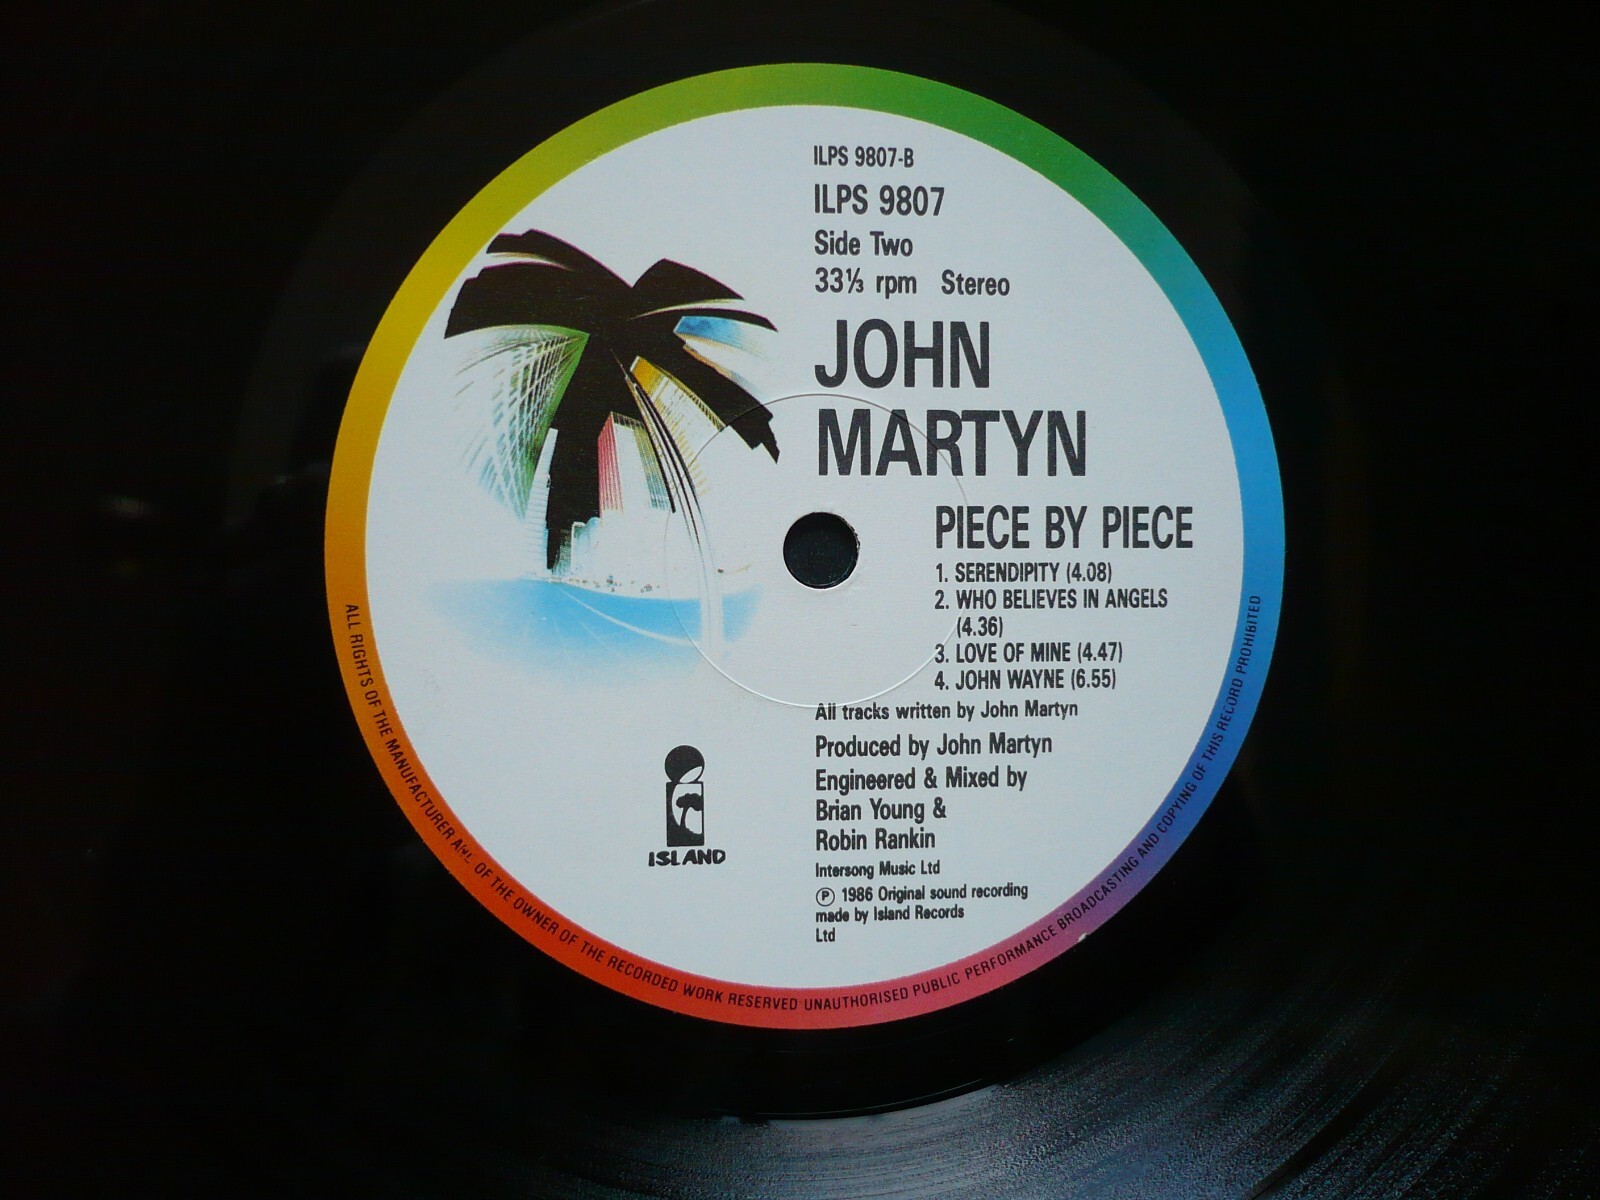 ILPS 9807-B
ILPS 9807
Side Two
33⅓ rpm Stereo
JOHN
MARTYN
PIECE BY PIECE
1. SERENDIPITY (4.08)
2. WHO BELIEVES IN ANGELS
(4.36)
3. LOVE OF MINE (4.47)
4. JOHN WAYNE (6.55)
All tracks written by John Martyn
Produced by John Martyn
Engineered & Mixed by
Brian Young &
Robin Rankin
Intersong Music Ltd
Ⓟ 1986 Original sound recording
made by Island Records
Ltd
ISLAND
ALL RIGHTS OF THE MANUFACTURER AND OF THE OWNER OF THE RECORDED WORK RESERVED UNAUTHORISED PUBLIC PERFORMANCE BROADCASTING AND COPYING OF THIS RECORD PROHIBITED